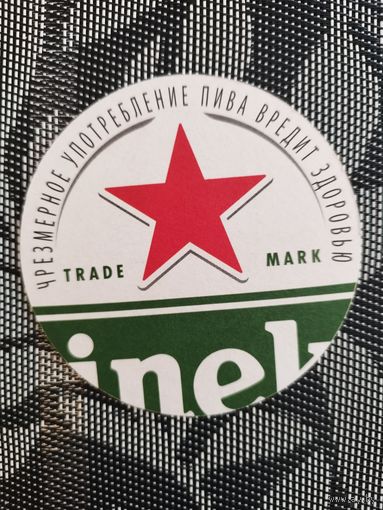 ЧРЕЗМЕРНОЕ УПОТРЕБЛЕНИЕ ПИВА ВРЕДИТ ЗДОРОВЬЮ
TRADE MARK
inek